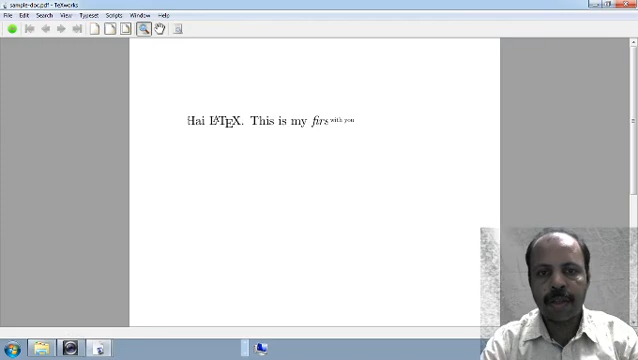 sample-doc.pdf - TeXworks
File Edit Search View Typeset Scripts Window Help
Hai LATEX. This is my firs with you